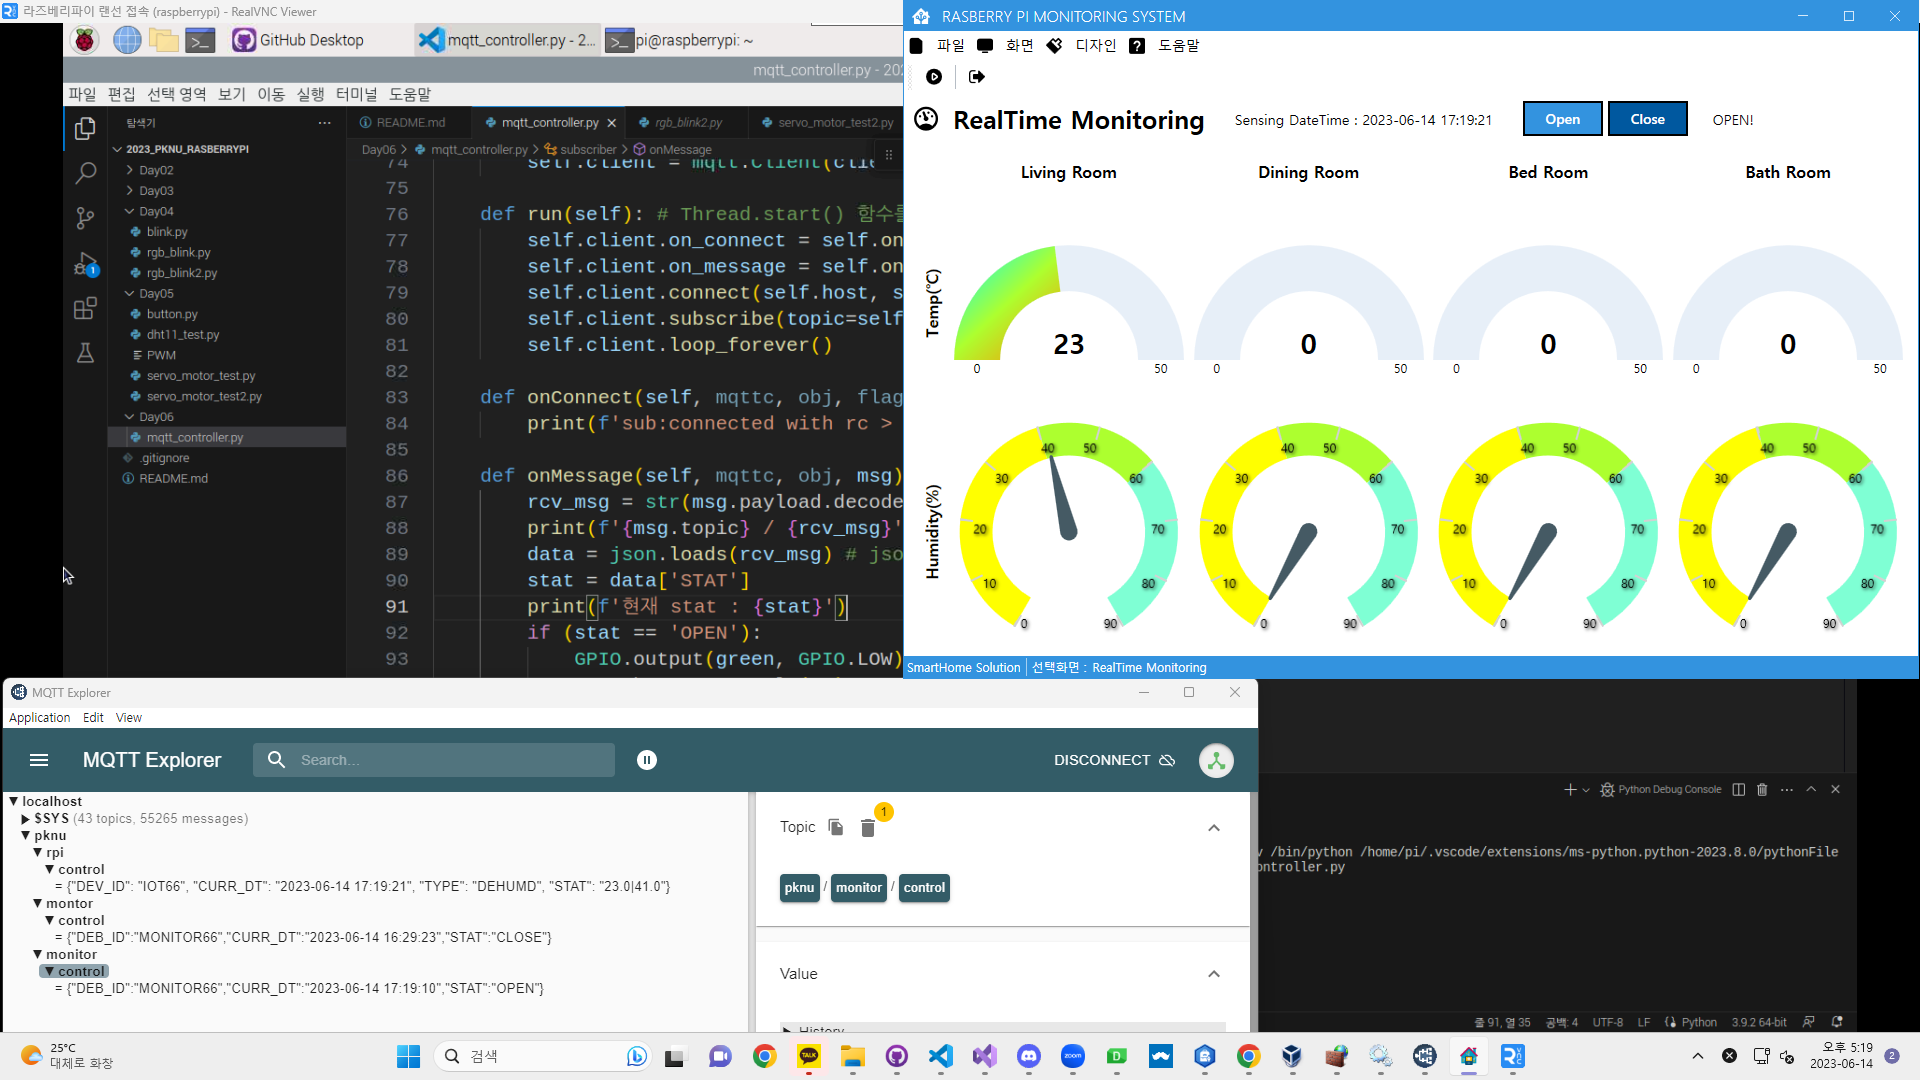 라즈베리파이 랜선 접속 (raspberrypi) - RealVNC Viewer
GitHub Desktop
mqtt_controller.py - 2...
pi@raspberrypi: ~
mqtt_controller.py - 202
파일 편집 선택 영역 보기 이동 실행 터미널 도움말
탐색기
2023_PKNU_RASBERRYPI
Day02
Day03
Day04
blink.py
rgb_blink.py
rgb_blink2.py
Day05
button.py
dht11_test.py
PWM
servo_motor_test.py
servo_motor_test2.py
Day06
mqtt_controller.py
.gitignore
README.md
1
README.md
mqtt_controller.py
rgb_blink2.py
servo_motor_test2.py
Day06 > mqtt_controller.py > subscriber > onMessage
74 self.client = mqtt.Client(clie
75
76 def run(self): # Thread.start() 함수를
77 self.client.on_connect = self.on
78 self.client.on_message = self.on
79 self.client.connect(self.host, s
80 self.client.subscribe(topic=self
81 self.client.loop_forever()
82
83 def onConnect(self, mqttc, obj, flag
84 print(f'sub:connected with rc >
85
86 def onMessage(self, mqttc, obj, msg)
87 rcv_msg = str(msg.payload.decode
88 print(f'{msg.topic} / {rcv_msg}'
89 data = json.loads(rcv_msg) # jso
90 stat = data['STAT']
91 print(f'현재 stat : {stat}')
92 if (stat == 'OPEN'):
93 GPIO.output(green, GPIO.LOW)
RASBERRY PI MONITORING SYSTEM
파일 화면 디자인 도움말
RealTime Monitoring
Sensing DateTime : 2023-06-14 17:19:21
Open
Close
OPEN!
Living Room
Dining Room
Bed Room
Bath Room
Temp(℃)
23
0
50
0
0
50
0
0
50
0
0
50
Humidity(%)
0 10 20 30 40 50 60 70 80 90
0 10 20 30 40 50 60 70 80 90
0 10 20 30 40 50 60 70 80 90
0 10 20 30 40 50 60 70 80 90
SmartHome Solution
선택화면 : RealTime Monitoring
MQTT Explorer
Application Edit View
MQTT Explorer
Search...
DISCONNECT
localhost
$SYS (43 topics, 55265 messages)
pknu
rpi
control
= {"DEV_ID": "IOT66", "CURR_DT": "2023-06-14 17:19:21", "TYPE": "DEHUMD", "STAT": "23.0|41.0"}
montor
control
= {"DEB_ID":"MONITOR66","CURR_DT":"2023-06-14 16:29:23","STAT":"CLOSE"}
monitor
control
= {"DEB_ID":"MONITOR66","CURR_DT":"2023-06-14 17:19:10","STAT":"OPEN"}
Topic
1
pknu / monitor / control
Value
History
Python Debug Console
/bin/python /home/pi/.vscode/extensions/ms-python.python-2023.8.0/pythonFile
ontroller.py
줄 91, 열 35 공백: 4 UTF-8 LF Python 3.9.2 64-bit
25°C
대체로 화창
검색
TALK
zoom
오후 5:19
2023-06-14
2